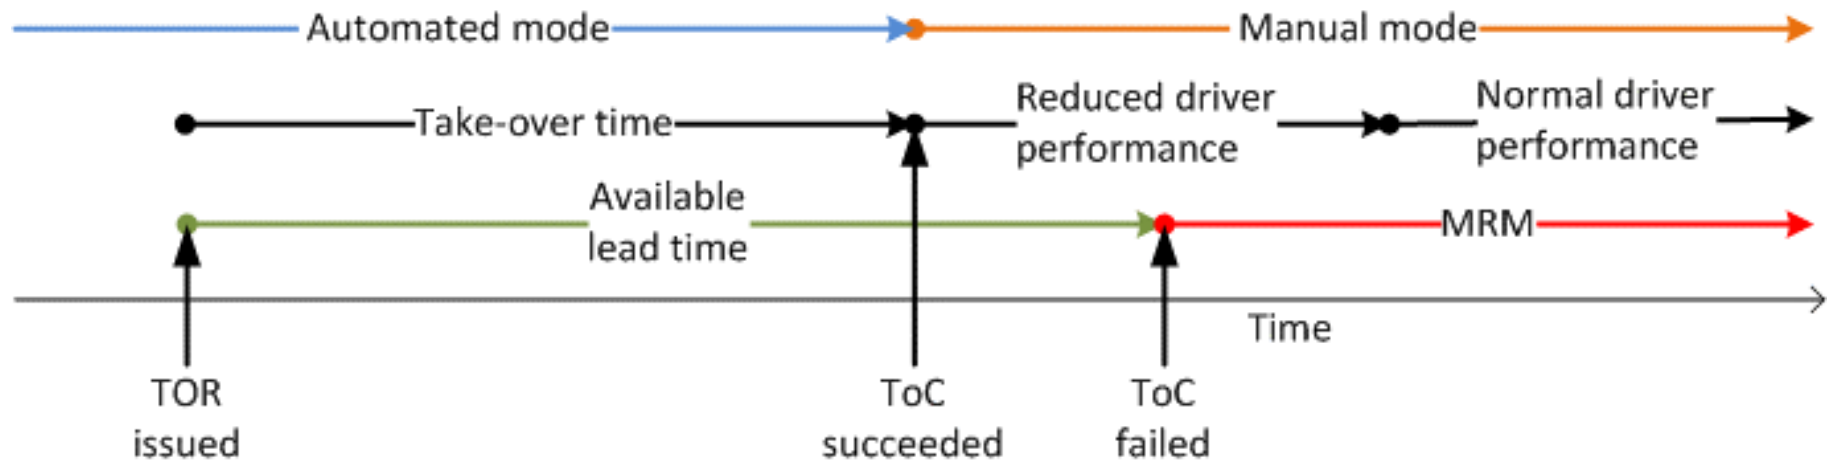 Automated mode
Manual mode
Take-over time
Reduced driver
performance
Normal driver
performance
Available
lead time
MRM
Time
TOR
issued
ToC
succeeded
ToC
failed